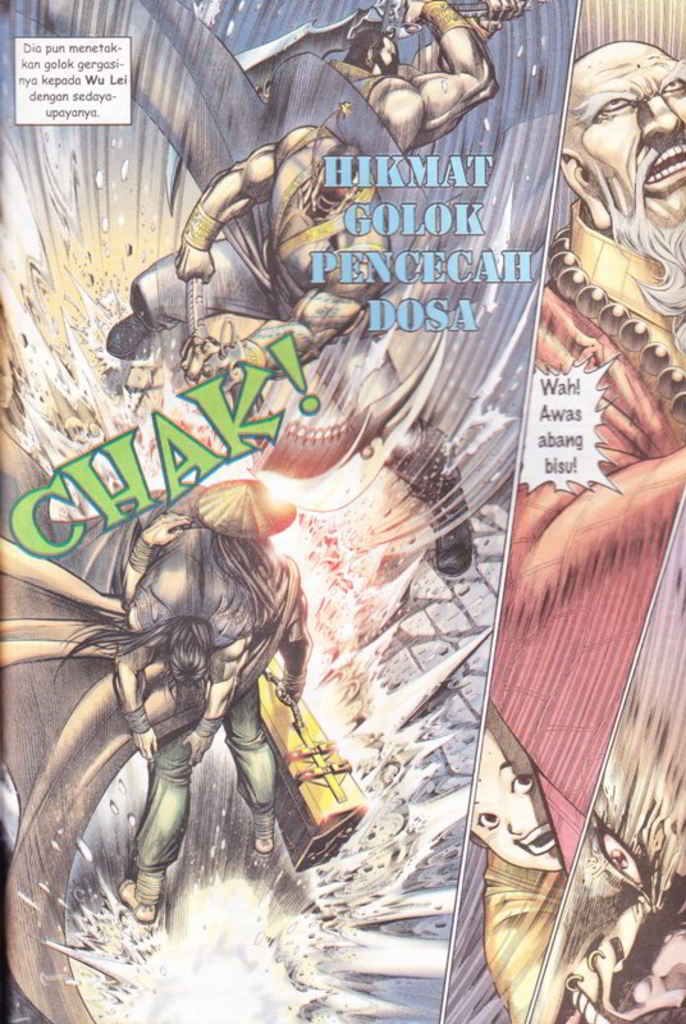 Dia pun menetak-
kan golok gergasi-
nya kepada Wu Lei
dengan sedaya-
upayanya.
HIKMAT
GOLOK
PENCECAH
DOSA
CHAK!
Wah!
Awas
abang
bisu!